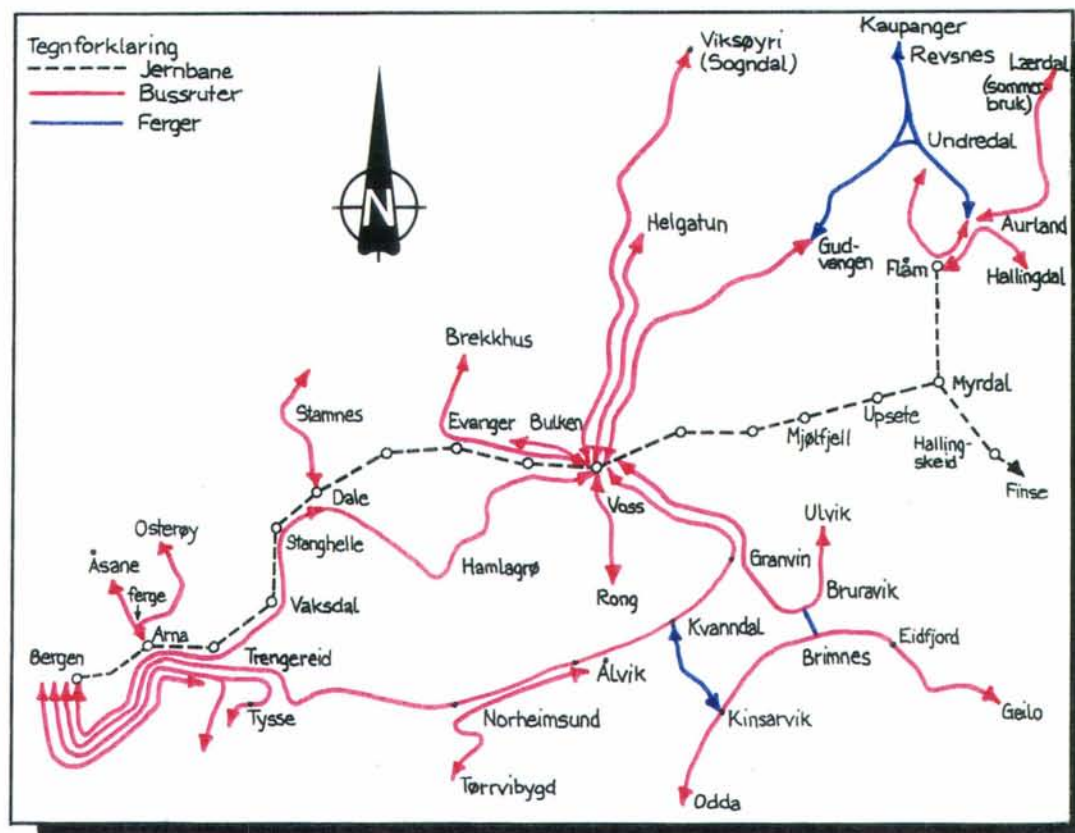 Tegnforklaring
Jernbane
Bussruter
Ferger
N
Viksøyri
(Sogndal)
Kaupanger
Revsnes
Lærdal
(sommer-
bruk)
Undredal
Helgatun
Gud-
vangen
Aurland
Flåm
Hallingdal
Brekkhus
Stamnes
Evanger
Bulken
Myrdal
Upsete
Mjølfjell
Halling-
skeid
Finse
Dale
Voss
Ulvik
Osterøy
Stanghelle
Hamlagrø
Granvin
Åsane
ferge
Rong
Bruravik
Vaksdal
Arna
Kvanndal
Eidfjord
Bergen
Trengereid
Brimnes
Ålvik
Tysse
Norheimsund
Kinsarvik
Geilo
Tørrvibygd
Odda